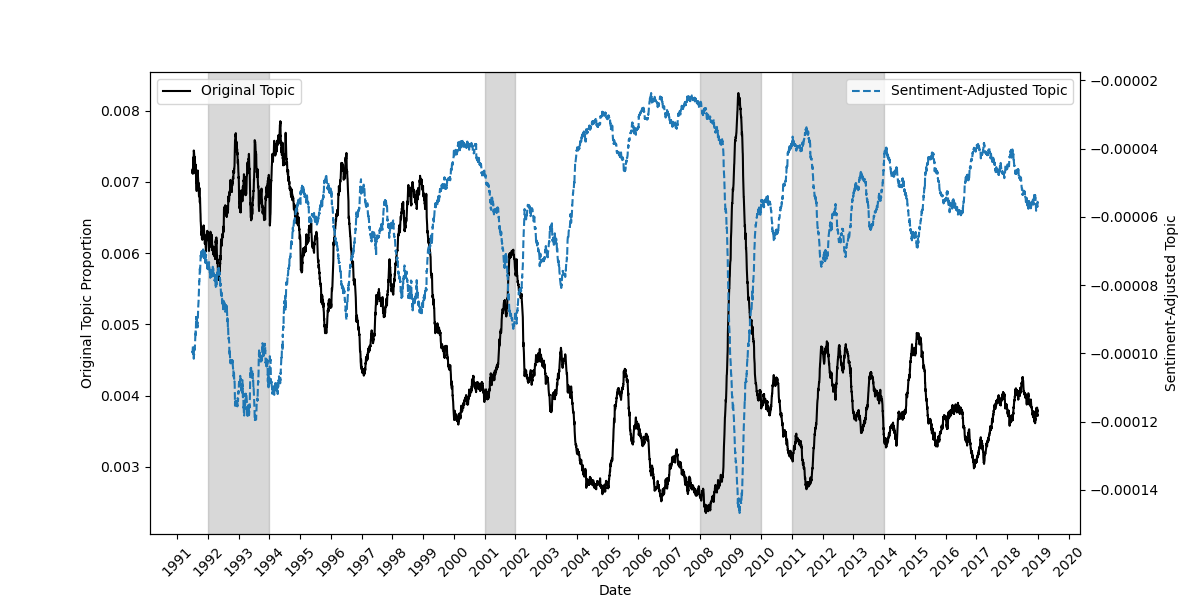 Original Topic
Sentiment-Adjusted Topic
Original Topic Proportion
0.008
0.007
0.006
0.005
0.004
0.003
−0.00002
−0.00004
−0.00006
−0.00008
−0.00010
−0.00012
−0.00014
Sentiment-Adjusted Topic
1991 1992 1993 1994 1995 1996 1997 1998 1999 2000 2001 2002 2003 2004 2005 2006 2007 2008 2009 2010 2011 2012 2013 2014 2015 2016 2017 2018 2019 2020
Date